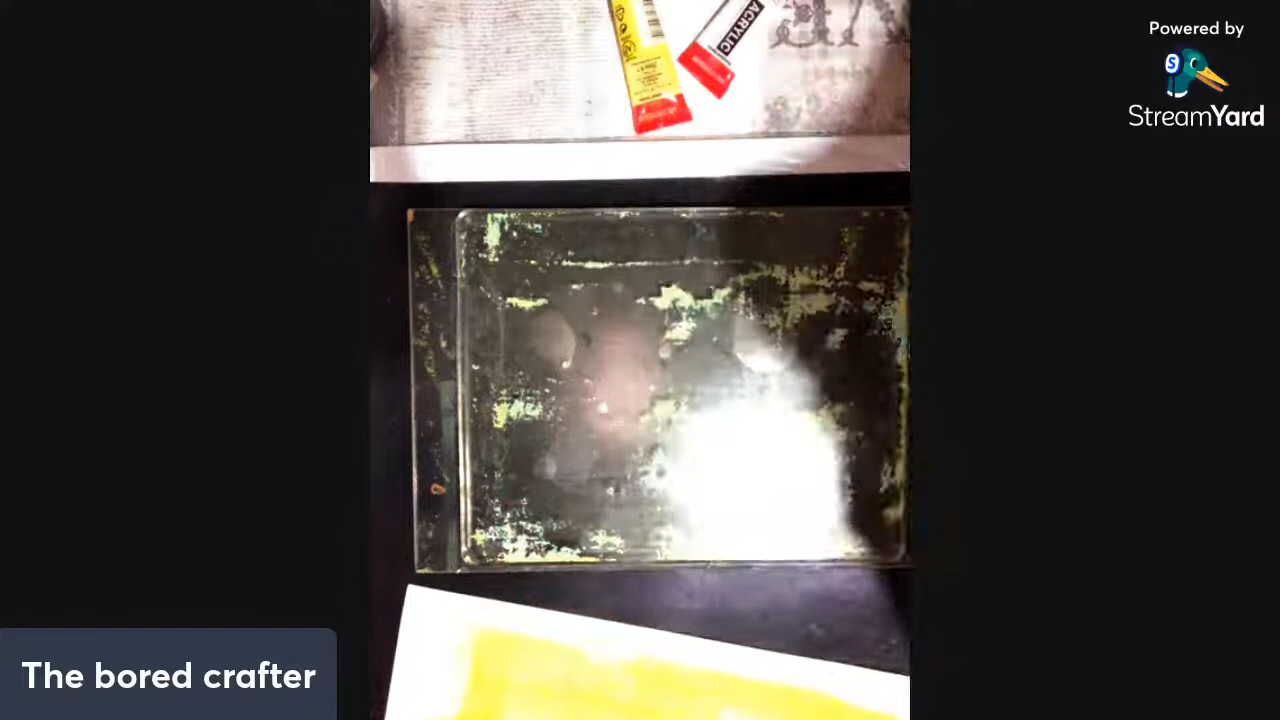 ACRYLIC
Powered by
S
StreamYard
The bored crafter